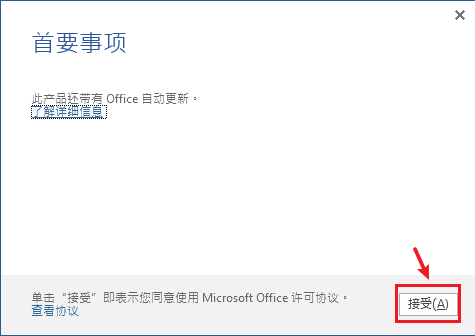 首要事项
此产品还带有 Office 自动更新。
了解详细信息
单击“接受”即表示您同意使用 Microsoft Office 许可协议。
查看协议
接受(A)